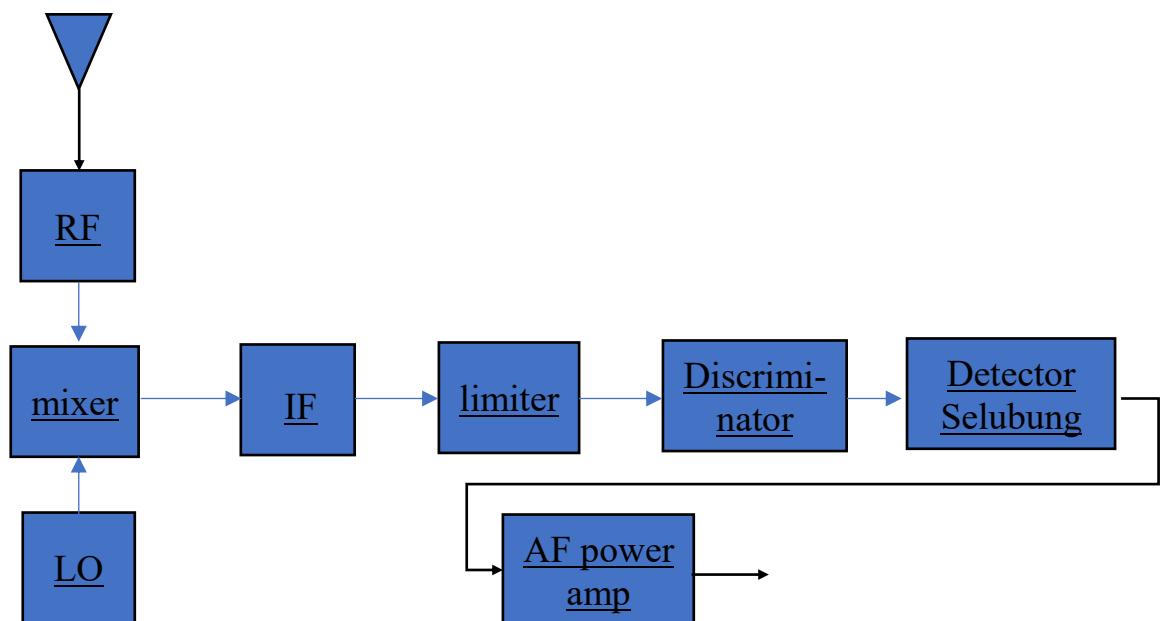 RF
mixer
IF
limiter
Discrimi-
nator
Detector
Selubung
LO
AF power
amp